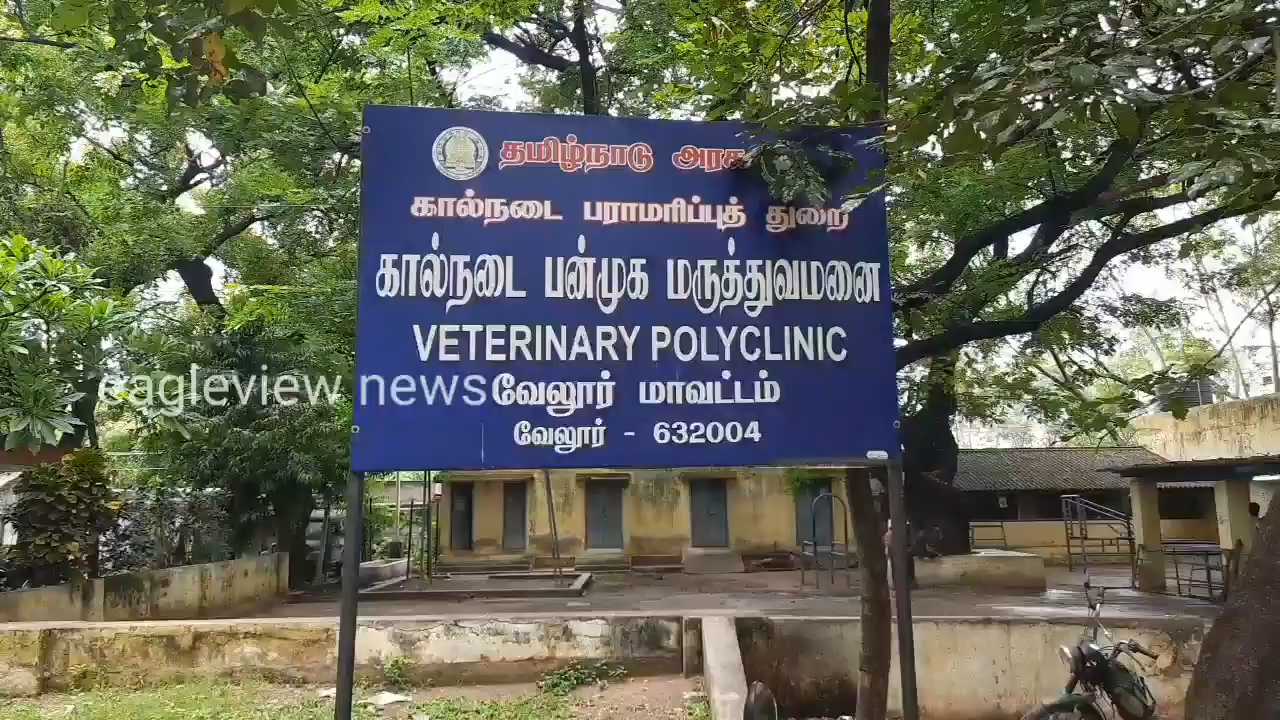 தமிழ்நாடு அரசு
கால்நடை பராமரிப்புத் துறை
கால்நடை பன்முக மருத்துவமனை
VETERINARY POLYCLINIC
வேலூர் மாவட்டம்
வேலூர் - 632004
eagleview news